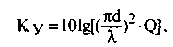 K у = 10lg[(πd/λ)² · Q}.